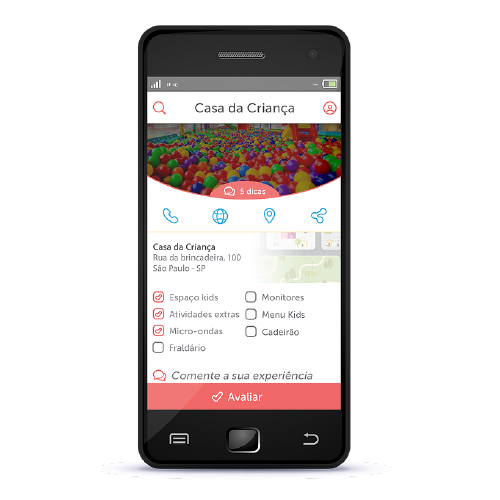 Casa da Criança
5 dicas
Casa da Criança
Rua da brincadeira, 100
São Paulo - SP
Espaço kids
Monitores
Atividades extras
Menu Kids
Micro-ondas
Cadeirão
Fraldário
Comente a sua experiência
Avaliar